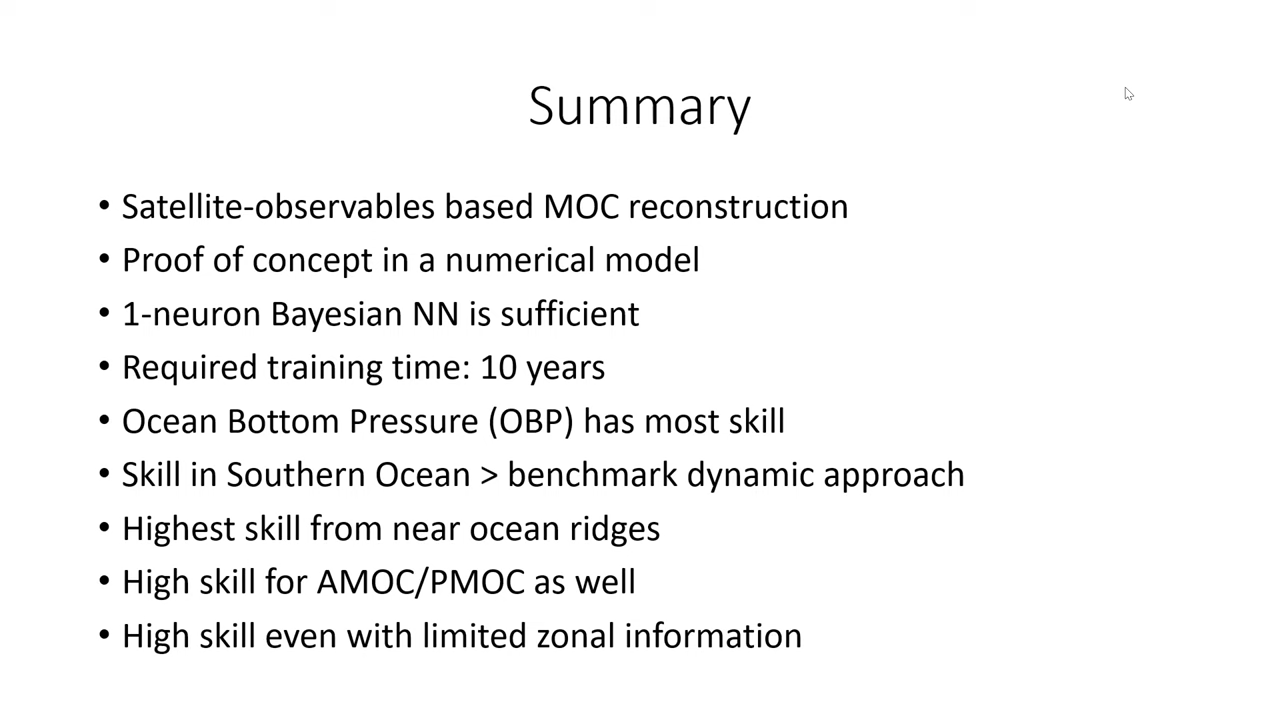 Summary
• Satellite-observables based MOC reconstruction
• Proof of concept in a numerical model
• 1-neuron Bayesian NN is sufficient
• Required training time: 10 years
• Ocean Bottom Pressure (OBP) has most skill
• Skill in Southern Ocean > benchmark dynamic approach
• Highest skill from near ocean ridges
• High skill for AMOC/PMOC as well
• High skill even with limited zonal information